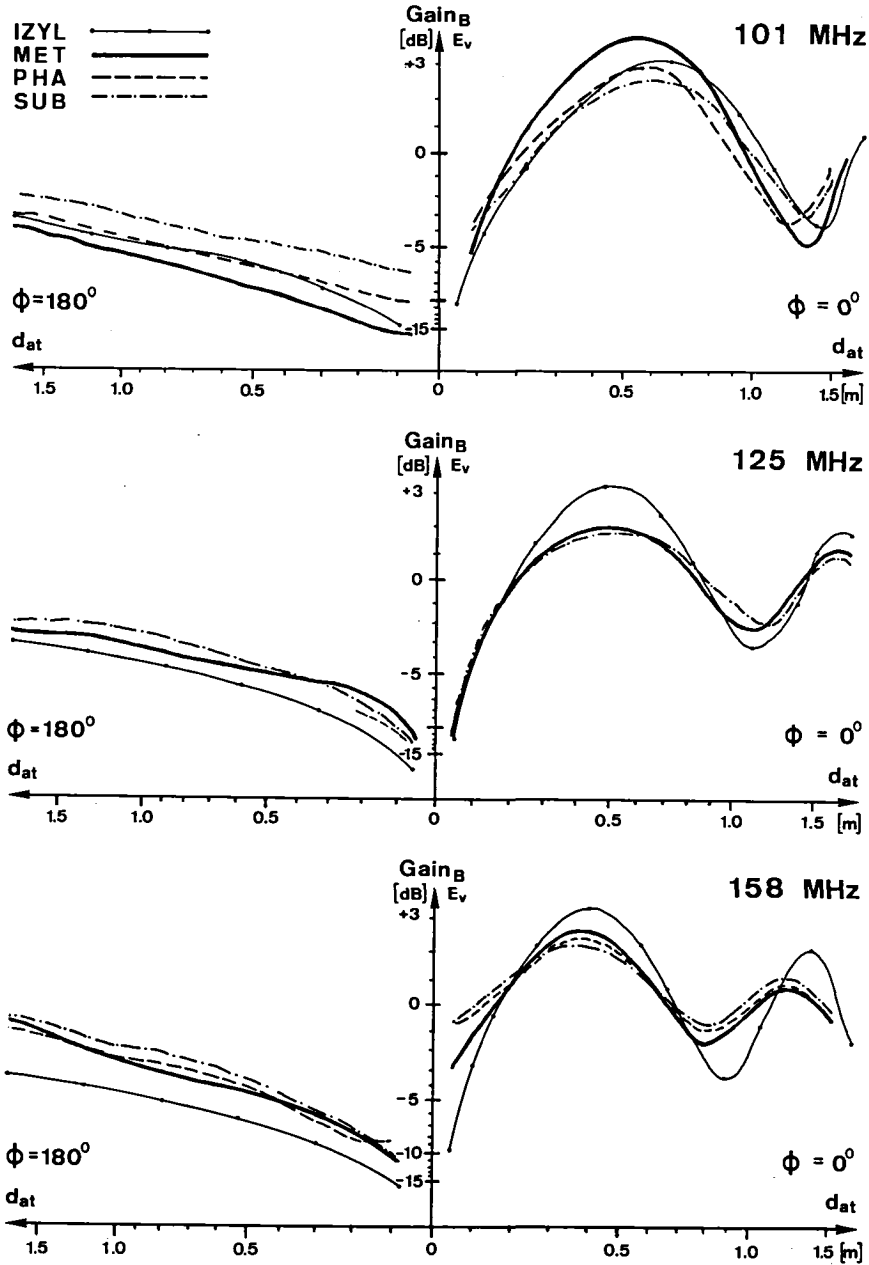 IZYL
MET
PHA
SUB
Gain_B
[dB] E_v
101 MHz
+3
0
-5
-15
ϕ=180°
ϕ = 0°
d_at
d_at
1.5 1.0 0.5 0 0.5 1.0 1.5 [m]
Gain_B
[dB] E_v
125 MHz
+3
0
-5
-15
ϕ=180°
ϕ = 0°
d_at
d_at
1.5 1.0 0.5 0 0.5 1.0 1.5 [m]
Gain_B
[dB] E_v
158 MHz
+3
0
-5
-10
-15
ϕ=180°
ϕ = 0°
d_at
d_at
1.5 1.0 0.5 0 0.5 1.0 1.5 [m]